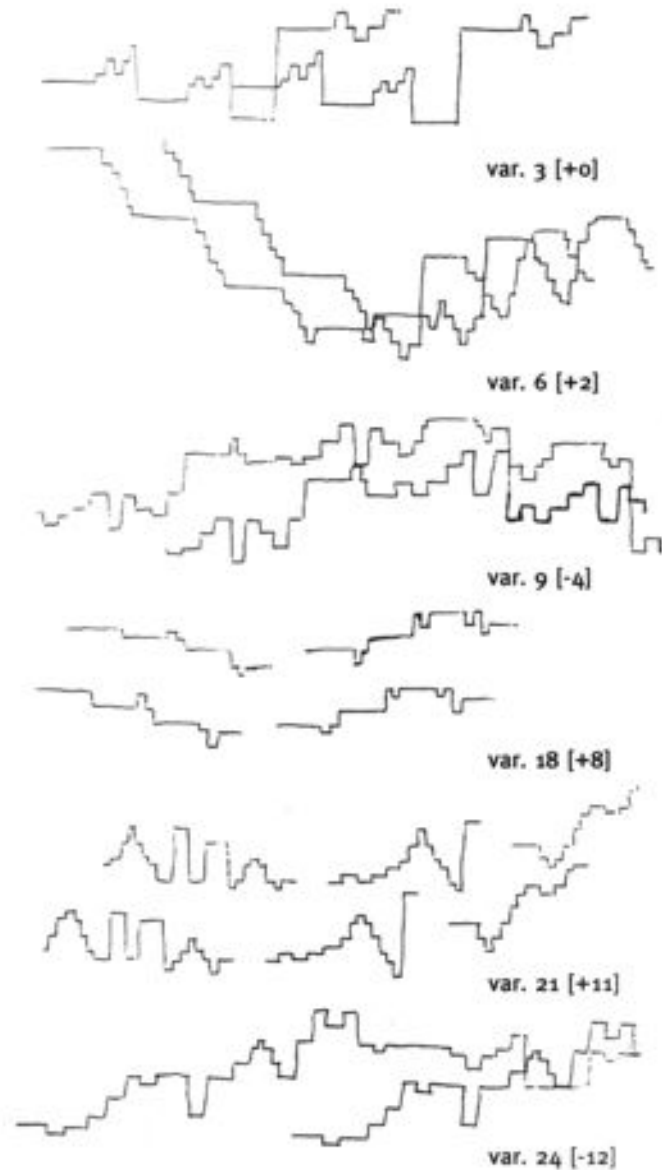 var. 3 [+0]
var. 6 [+2]
var. 9 [-4]
var. 18 [+8]
var. 21 [+11]
var. 24 [-12]